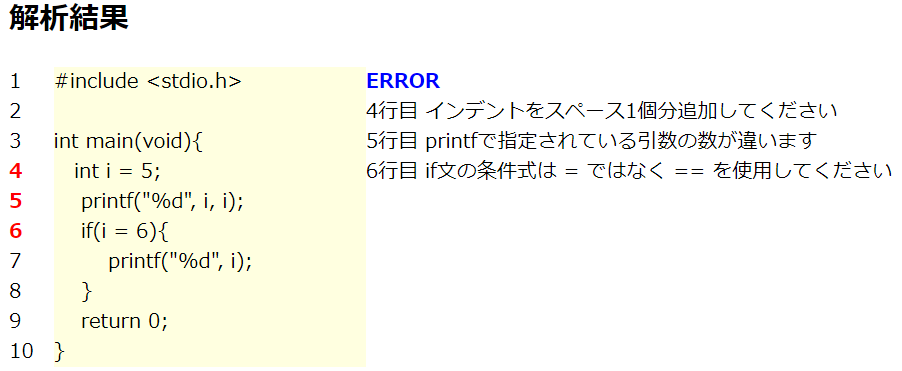 解析結果
1 #include <stdio.h> ERROR
2 4行目 インデントをスペース1個分追加してください
3 int main(void){ 5行目 printfで指定されている引数の数が違います
4 int i = 5; 6行目 if文の条件式は = ではなく == を使用してください
5 printf("%d", i, i);
6 if(i = 6){
7 printf("%d", i);
8 }
9 return 0;
10 }